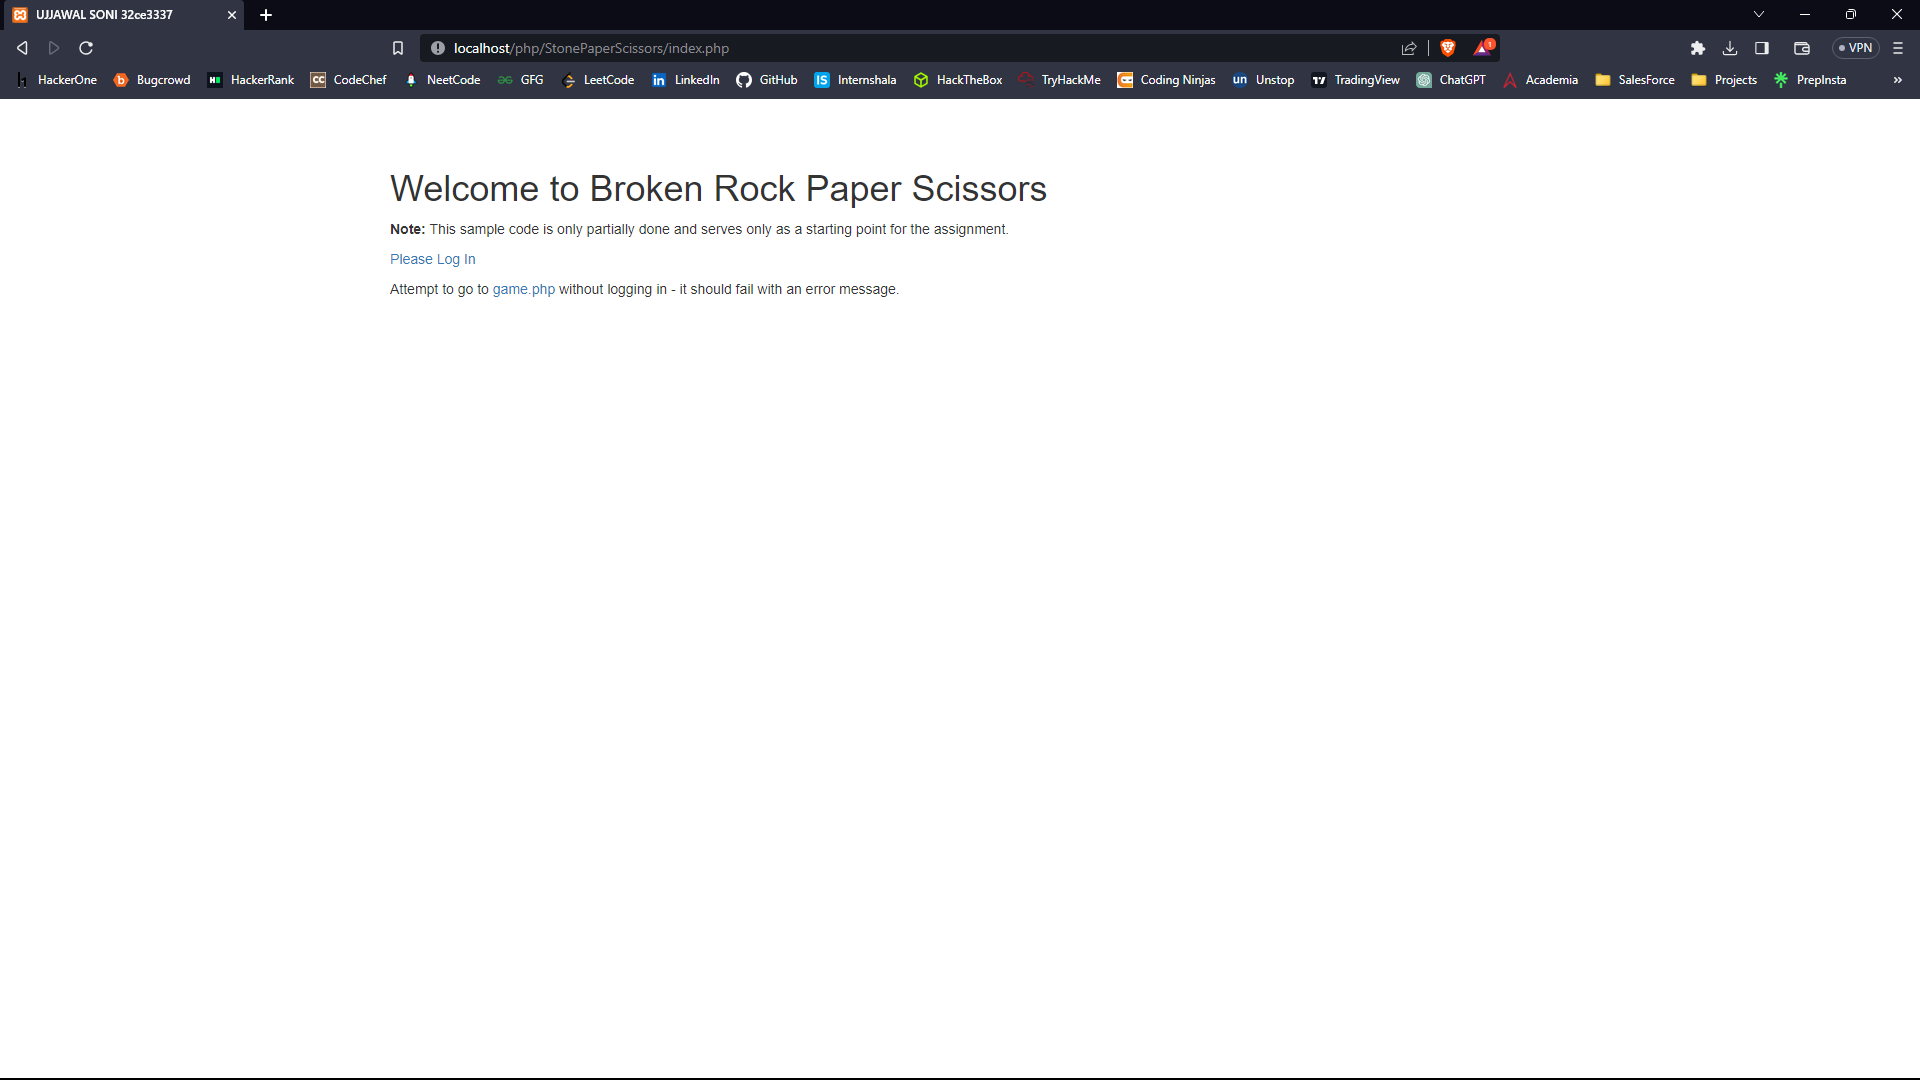 UJJAWAL SONI 32ce3337
localhost/php/StonePaperScissors/index.php
1
VPN
HackerOne Bugcrowd HackerRank CodeChef NeetCode GFG LeetCode LinkedIn GitHub Internshala HackTheBox TryHackMe Coding Ninjas Unstop TradingView ChatGPT Academia SalesForce Projects PrepInsta »
Welcome to Broken Rock Paper Scissors
Note: This sample code is only partially done and serves only as a starting point for the assignment.
Please Log In
Attempt to go to game.php without logging in - it should fail with an error message.